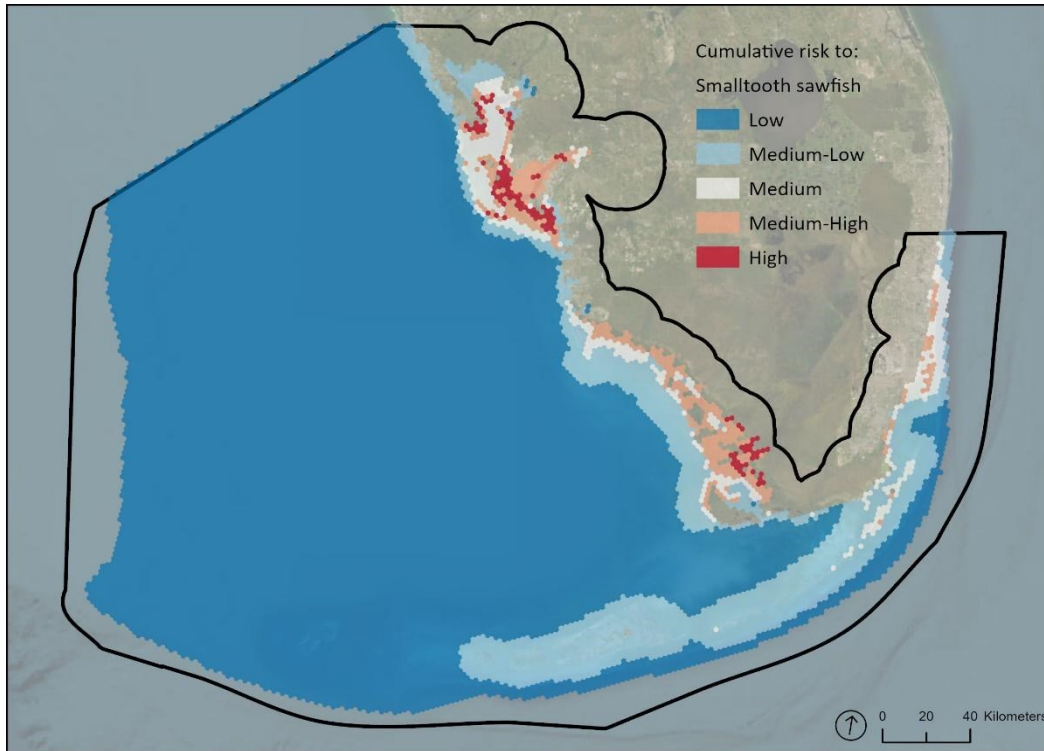 Cumulative risk to:
Smalltooth sawfish
Low
Medium-Low
Medium
Medium-High
High
0 20 40 Kilometers